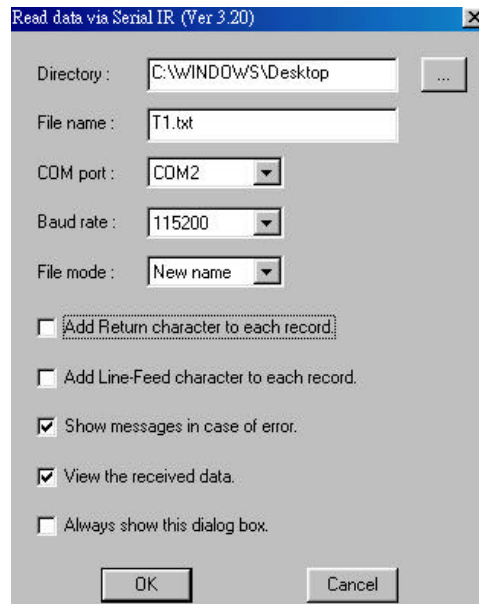 Read data via Serial IR (Ver 3.20)
Directory : C:\WINDOWS\Desktop ...
File name : T1.txt
COM port : COM2
Baud rate : 115200
File mode : New name
Add Return character to each record.
Add Line-Feed character to each record.
Show messages in case of error.
View the received data.
Always show this dialog box.
OK Cancel